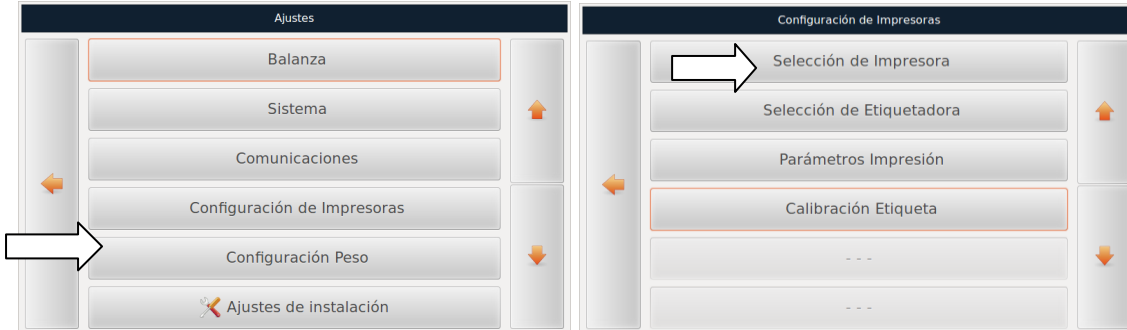 Ajustes
Balanza
Sistema
Comunicaciones
Configuración de Impresoras
Configuración Peso
Ajustes de instalación
Configuración de Impresoras
Selección de Impresora
Selección de Etiquetadora
Parámetros Impresión
Calibración Etiqueta
- - -
- - -